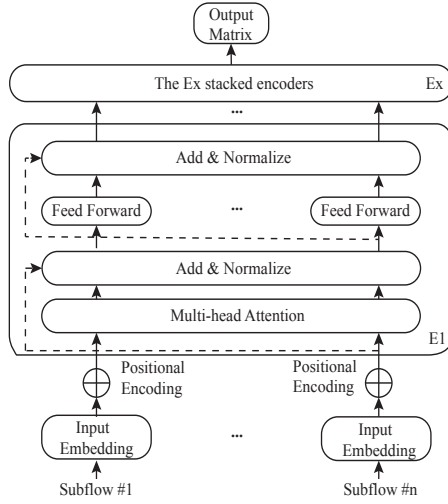 Output
Matrix
The Ex stacked encoders
Ex
...
Add & Normalize
Feed Forward
...
Feed Forward
Add & Normalize
Multi-head Attention
E1
Positional
Encoding
Positional
Encoding
Input
Embedding
...
Input
Embedding
Subflow #1
Subflow #n